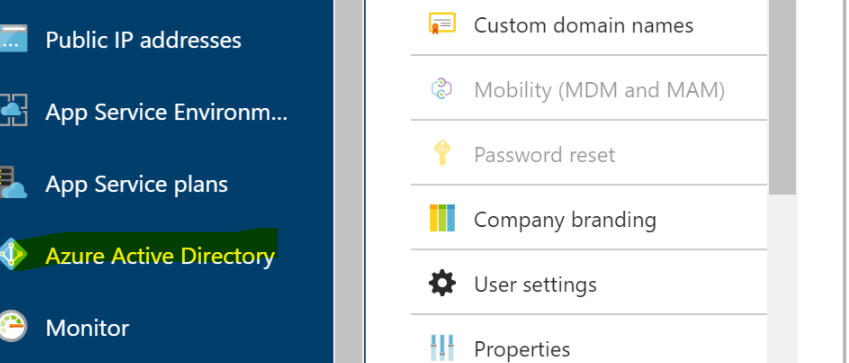 Public IP addresses
App Service Environm...
App Service plans
Azure Active Directory
Monitor
Custom domain names
Mobility (MDM and MAM)
Password reset
Company branding
User settings
Properties